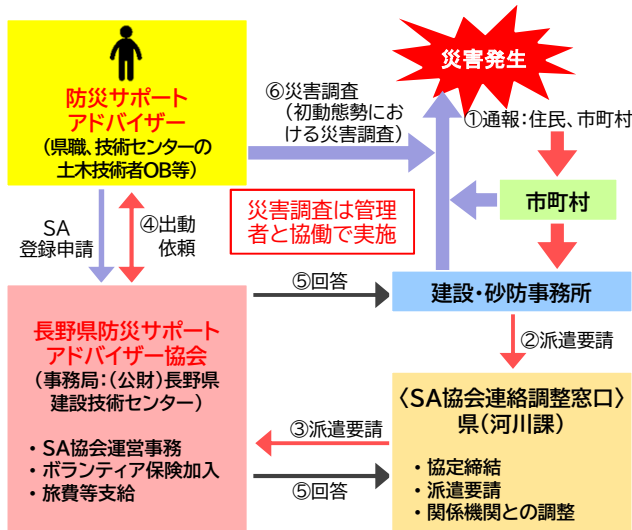 災害発生
防災サポート
アドバイザー
(県職、技術センターの
土木技術者OB等)
⑥災害調査
(初動態勢にお
ける災害調査)
①通報:住民、市町村
市町村
災害調査は管理
者と協働で実施
SA
登録申請
④出動
依頼
⑤回答
建設・砂防事務所
②派遣要請
長野県防災サポート
アドバイザー協会
(事務局:(公財)長野県
建設技術センター)
・SA協会運営事務
・ボランティア保険加入
・旅費等支給
③派遣要請
⑤回答
〈SA協会連絡調整窓口〉
県(河川課)
・協定締結
・派遣要請
・関係機関との調整